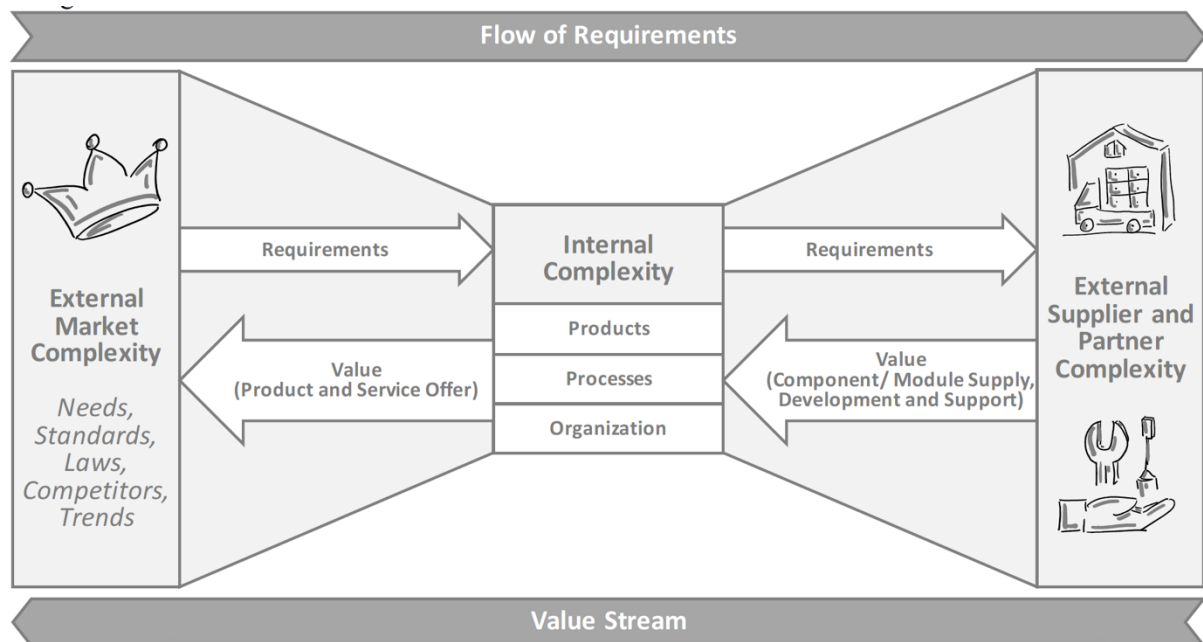 Flow of Requirements
External
Market
Complexity
Needs,
Standards,
Laws,
Competitors,
Trends
Requirements
Value
(Product and Service Offer)
Internal
Complexity
Products
Processes
Organization
Requirements
Value
(Component/ Module Supply,
Development and Support)
External
Supplier and
Partner
Complexity
Value Stream